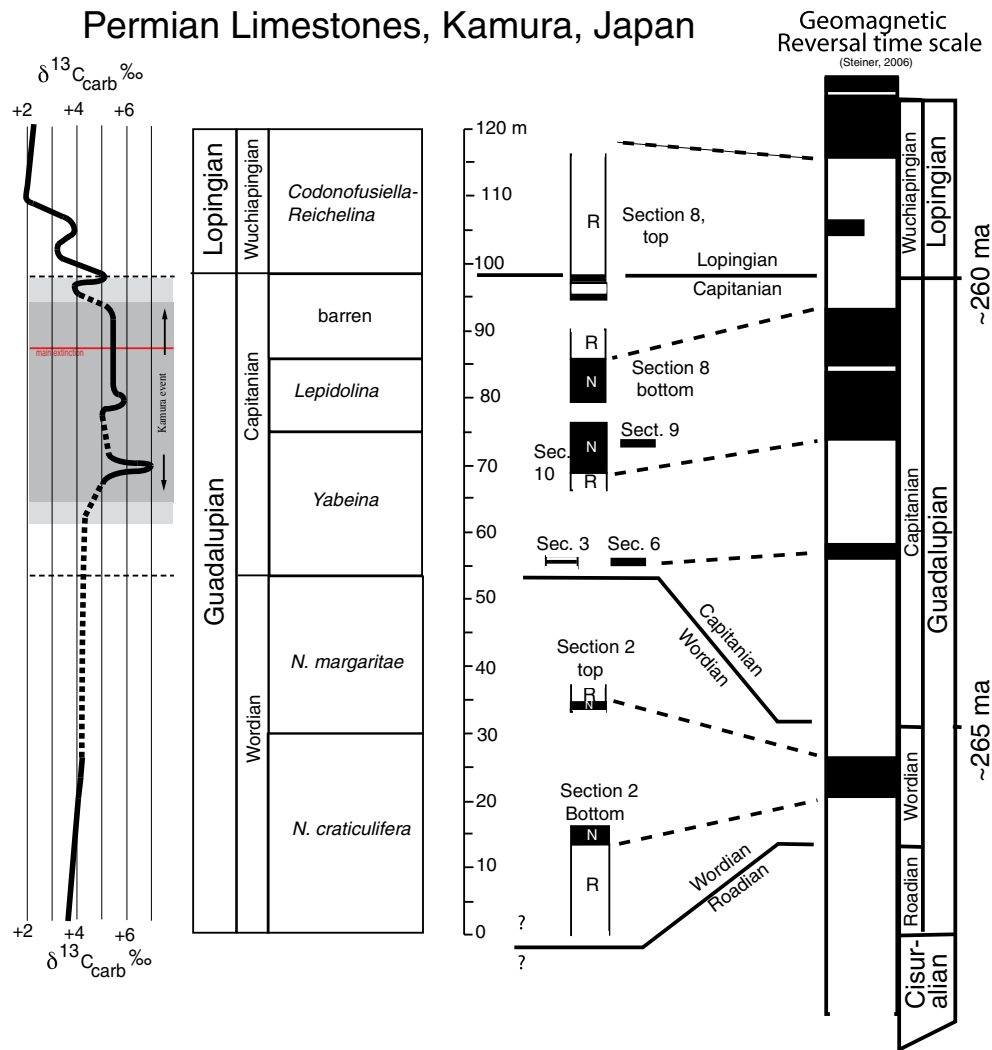 Permian Limestones, Kamura, Japan
Geomagnetic
Reversal time scale
(Steiner, 2006)
δ13Ccarb‰
+2 +4 +6
Lopingian
Guadalupian
Wuchiapingian
Capitanian
Wordian
Codonofusiella-
Reichelina
barren
Lepidolina
Yabeina
N. margaritae
N. craticulifera
main extinction
Kamura event
120 m
110
100
90
80
70
60
50
40
30
20
10
0
R
Section 8,
top
Lopingian
Capitanian
R
N
Section 8
bottom
Sect. 9
N
Sec.
10
R
Sec. 3
Sec. 6
Capitanian
Wordian
Section 2
top
R
N
Section 2
Bottom
N
R
Wordian
Roadian
?
?
Wuchiapingian
Lopingian
Capitanian
Guadalupian
Wordian
Roadian
Cisur-
alian
~260 ma
~265 ma
+2 +4 +6
δ13Ccarb‰